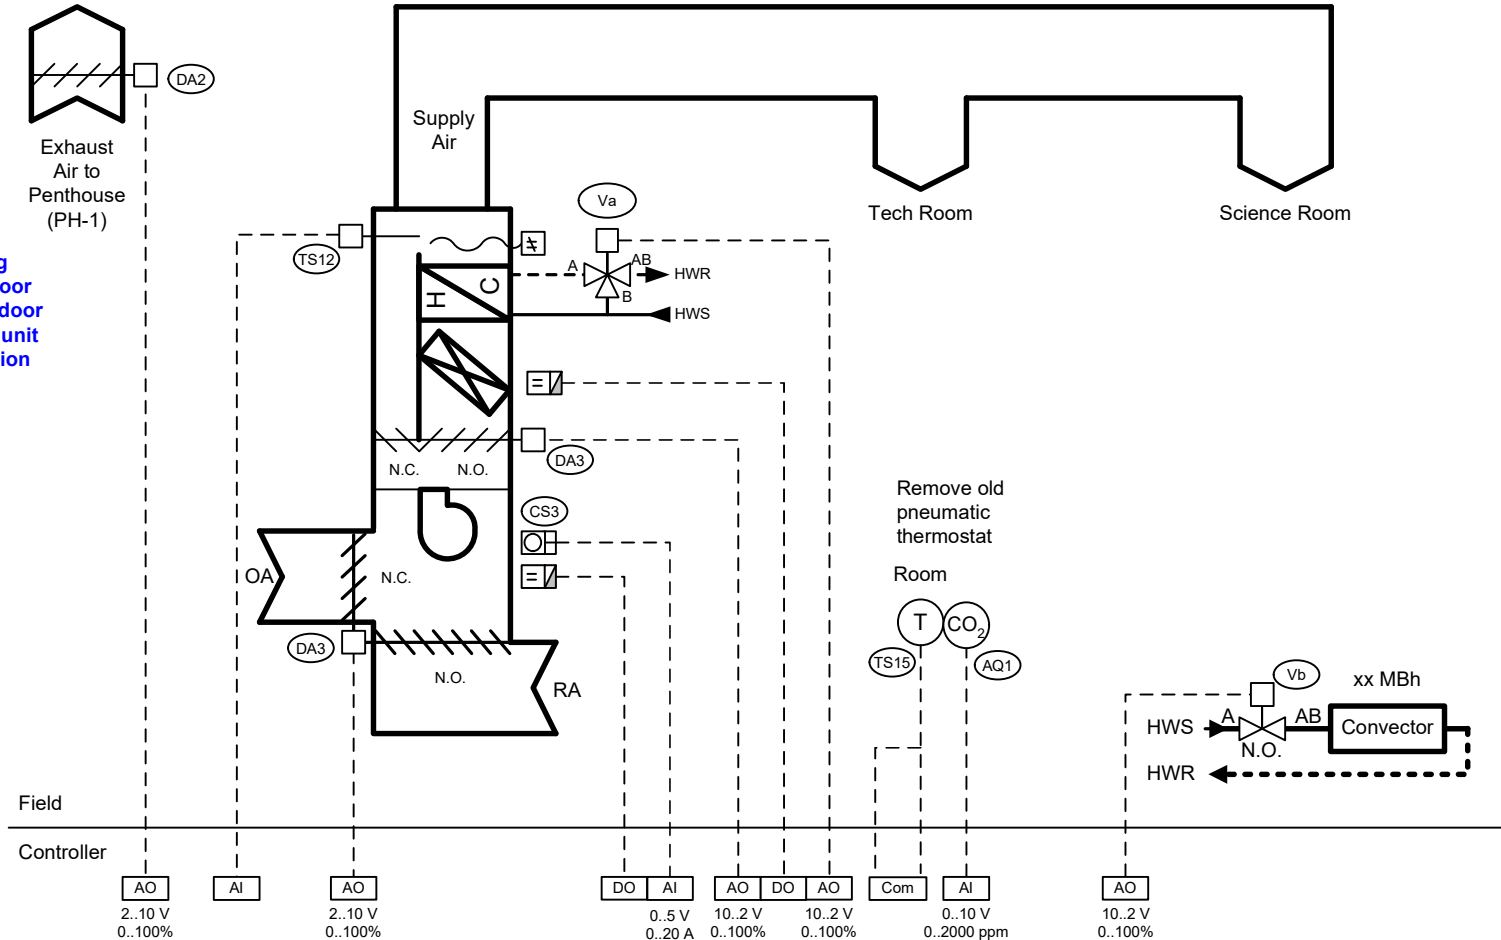 DA2
Exhaust
Air to
Penthouse
(PH-1)
g
oor
door
unit
ion
Supply
Air
Tech Room
Science Room
Va
TS12
H
C
A
AB
HWR
B
HWS
=
DA3
N.C.
N.O.
CS3
=
OA
N.C.
DA3
N.O.
RA
Remove old
pneumatic
thermostat
Room
T
CO2
TS15
AQ1
Vb
xx MBh
HWS
A
AB
Convector
N.O.
HWR
Field
Controller
AO
AI
AO
DO
AI
AO
DO
AO
Com
AI
AO
2..10 V
0..100%
2..10 V
0..100%
0..5 V
0..20 A
10..2 V
0..100%
10..2 V
0..100%
0..10 V
0..2000 ppm
10..2 V
0..100%